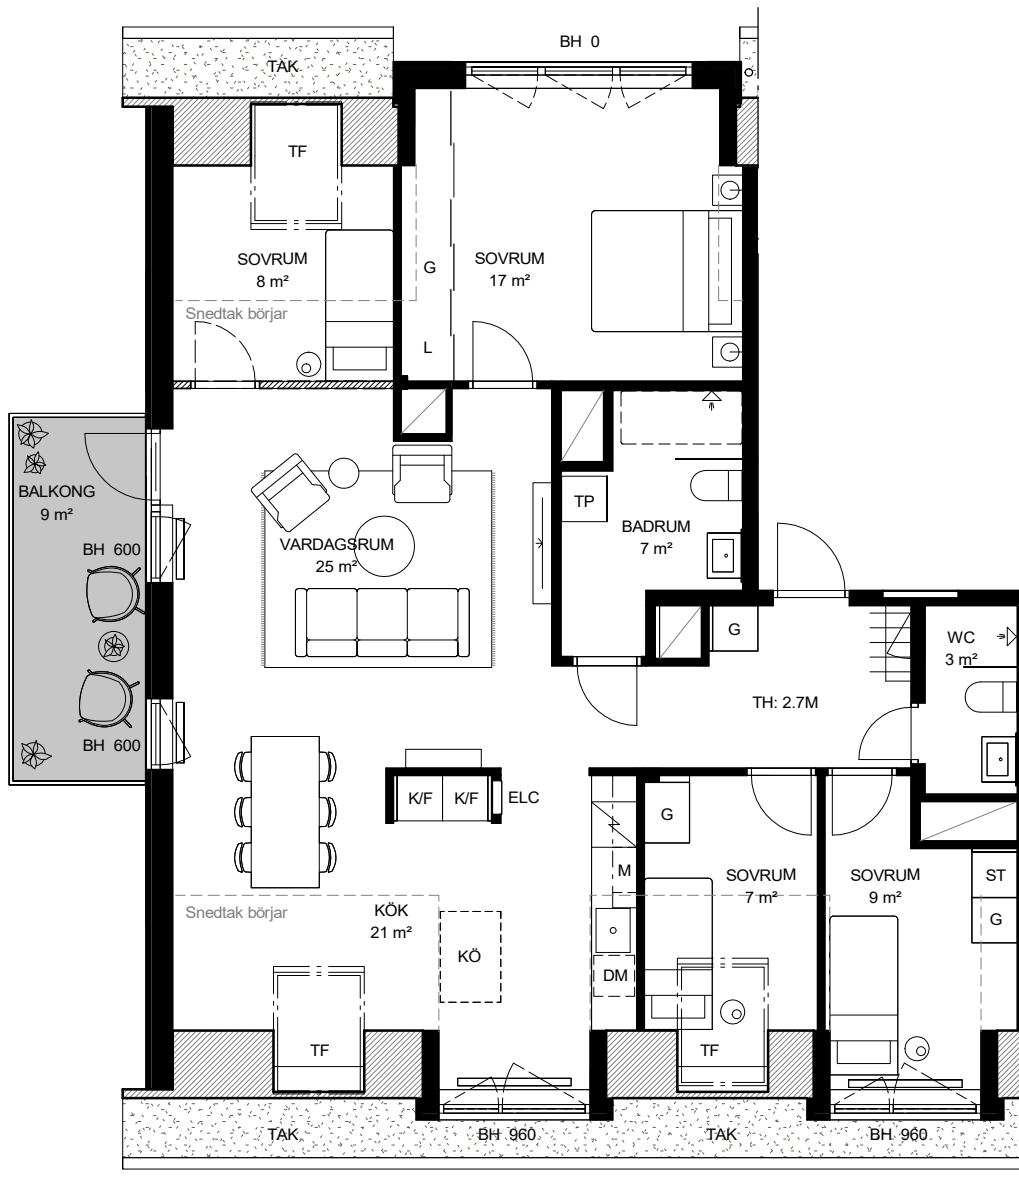 BH 0
TAK
TF
SOVRUM
8 m²
G
SOVRUM
17 m²
Snedtak börjar
L
BALKONG
9 m²
TP
BADRUM
7 m²
VARDAGSRUM
25 m²
BH 600
G
WC
3 m²
TH: 2.7M
BH 600
K/F
K/F
ELC
G
M
SOVRUM
7 m²
SOVRUM
9 m²
ST
G
Snedtak börjar
KÖK
21 m²
KÖ
DM
TF
TF
TAK
BH 960
TAK
BH 960